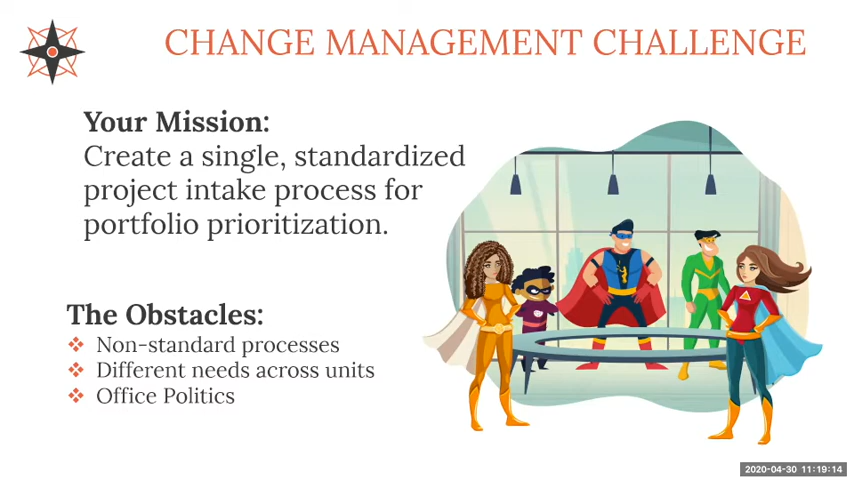 CHANGE MANAGEMENT CHALLENGE
Your Mission:
Create a single, standardized
project intake process for
portfolio prioritization.
The Obstacles:
❖ Non-standard processes
❖ Different needs across units
❖ Office Politics
2020-04-30 11:19:14